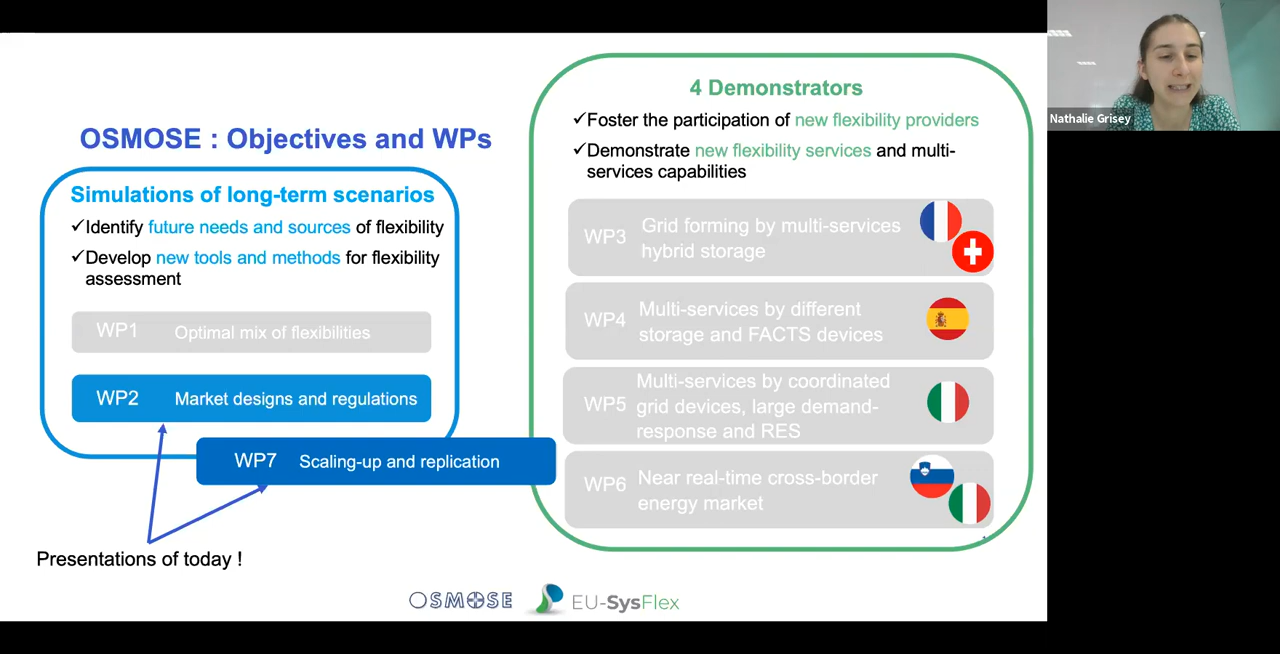 OSMOSE : Objectives and WPs
Simulations of long-term scenarios
✓Identify future needs and sources of flexibility
✓Develop new tools and methods for flexibility
assessment
WP1 Optimal mix of flexibilities
WP2 Market designs and regulations
WP7 Scaling-up and replication
Presentations of today !
4 Demonstrators
✓Foster the participation of new flexibility providers
✓Demonstrate new flexibility services and multi-
services capabilities
WP3 Grid forming by multi-services
hybrid storage
WP4 Multi-services by different
storage and FACTS devices
WP5 Multi-services by coordinated
grid devices, large demand-
response and RES
WP6 Near real-time cross-border
energy market
OSMOSE
EU-SysFlex
Nathalie Grisey